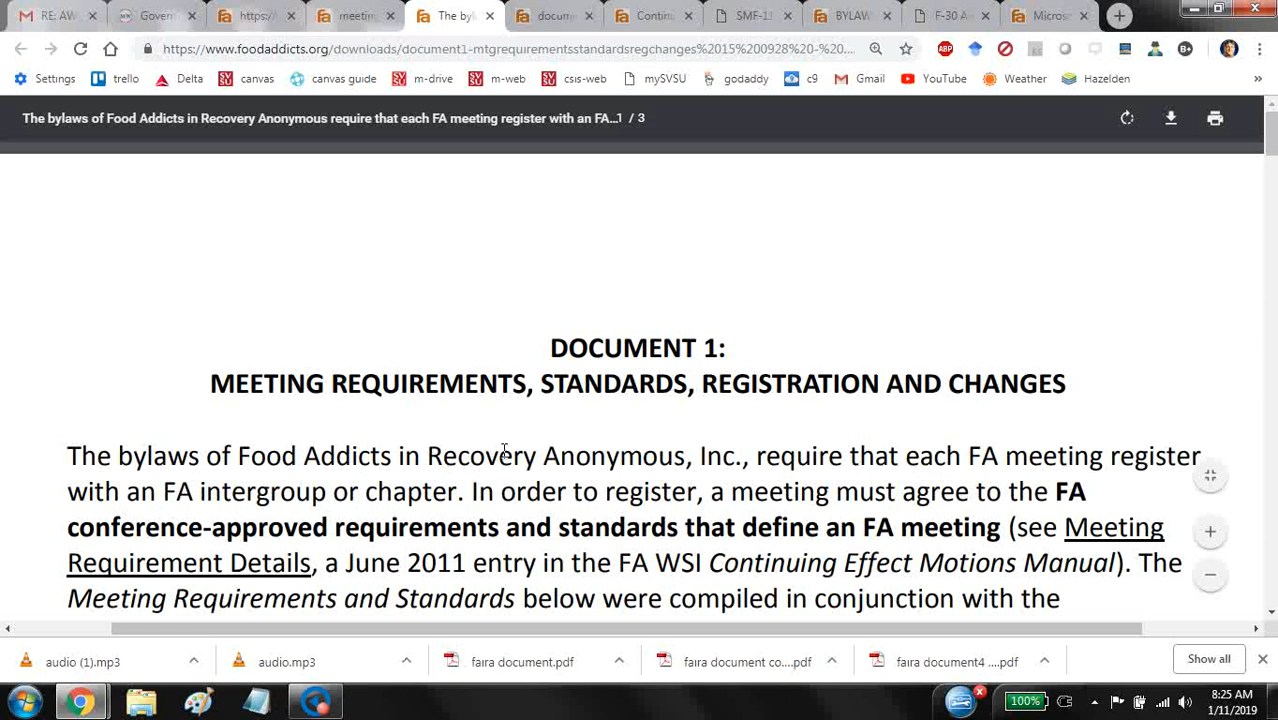 RE: AW
Govern
https:/
meetin
The byl
docum
Contin
SMF-1
BYLAW
F-30 A
Micros
https://www.foodaddicts.org/downloads/document1-mtgrequrementsstandardsregchanges%2015%200928%20-%20....
ABP
Settings
trello
Delta
canvas
canvas guide
m-drive
m-web
csis-web
mySVSU
godaddy
c9
Gmail
YouTube
Weather
Hazelden
»
The bylaws of Food Addicts in Recovery Anonymous require that each FA meeting register with an FA... 1 / 3
DOCUMENT 1:
MEETING REQUIREMENTS, STANDARDS, REGISTRATION AND CHANGES
The bylaws of Food Addicts in Recovery Anonymous, Inc., require that each FA meeting register
with an FA intergroup or chapter. In order to register, a meeting must agree to the FA
conference-approved requirements and standards that define an FA meeting (see Meeting
Requirement Details, a June 2011 entry in the FA WSI Continuing Effect Motions Manual). The
Meeting Requirements and Standards below were compiled in conjunction with the
audio (1).mp3
audio.mp3
faira document.pdf
faira document co....pdf
faira document4 ....pdf
Show all
100%
8:25 AM
1/11/2019